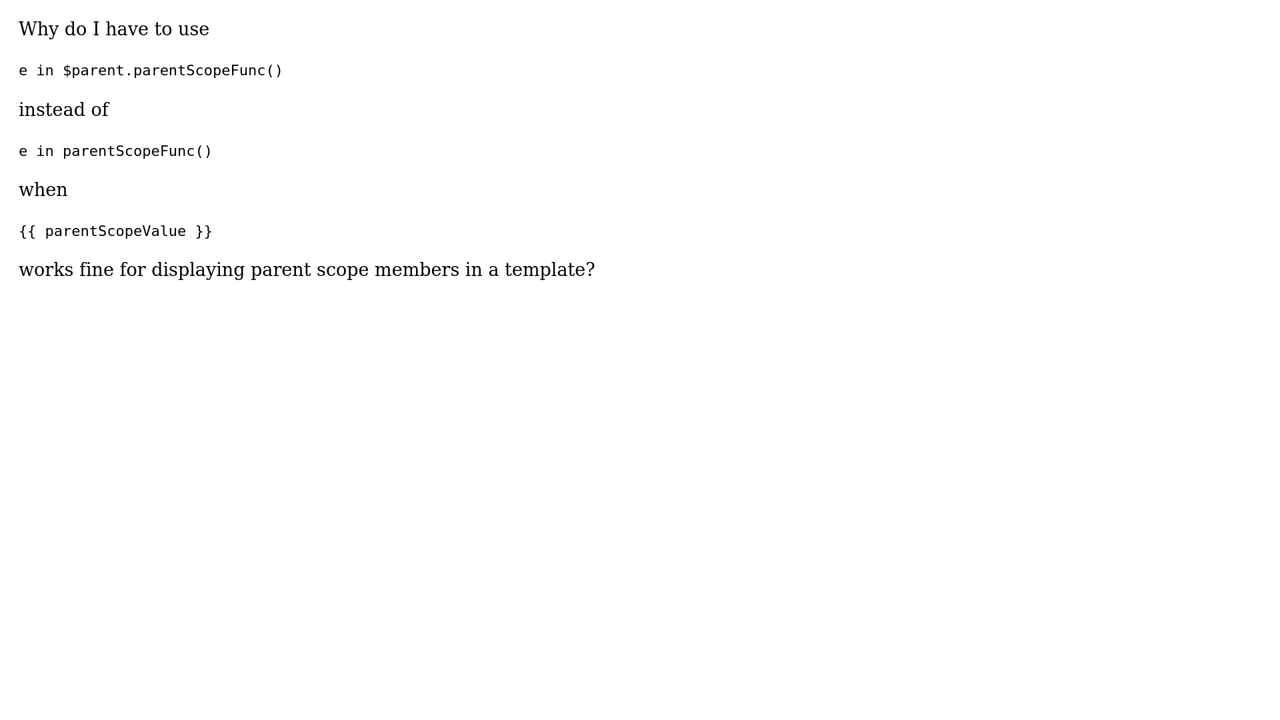 Why do I have to use
e in $parent.parentScopeFunc()
instead of
e in parentScopeFunc()
when
{{ parentScopeValue }}
works fine for displaying parent scope members in a template?